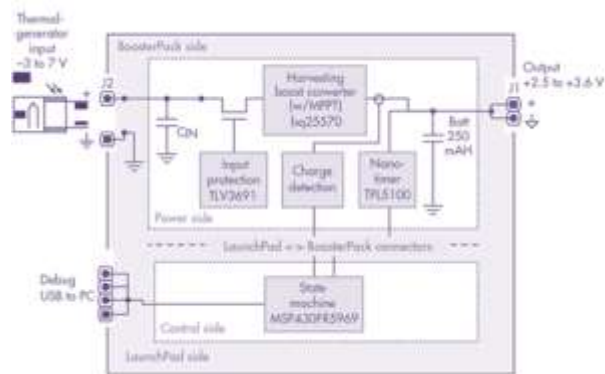 Thermal-
generator
input
~3 to 7 V
BoosterPack side
J2
Harvesting
boost converter
(w/MPPT)
bq25570
Output
+2.5 to +3.6 V
J1
+
+
CIN
Input
protection
TLV3691
Charge
detection
Nano-
timer
TPL5100
Batt
250
mAH
Power side
LaunchPad <-> BoosterPack connectors
Debug
USB to PC
State
machine
MSP430FR5969
Control side
LaunchPad side